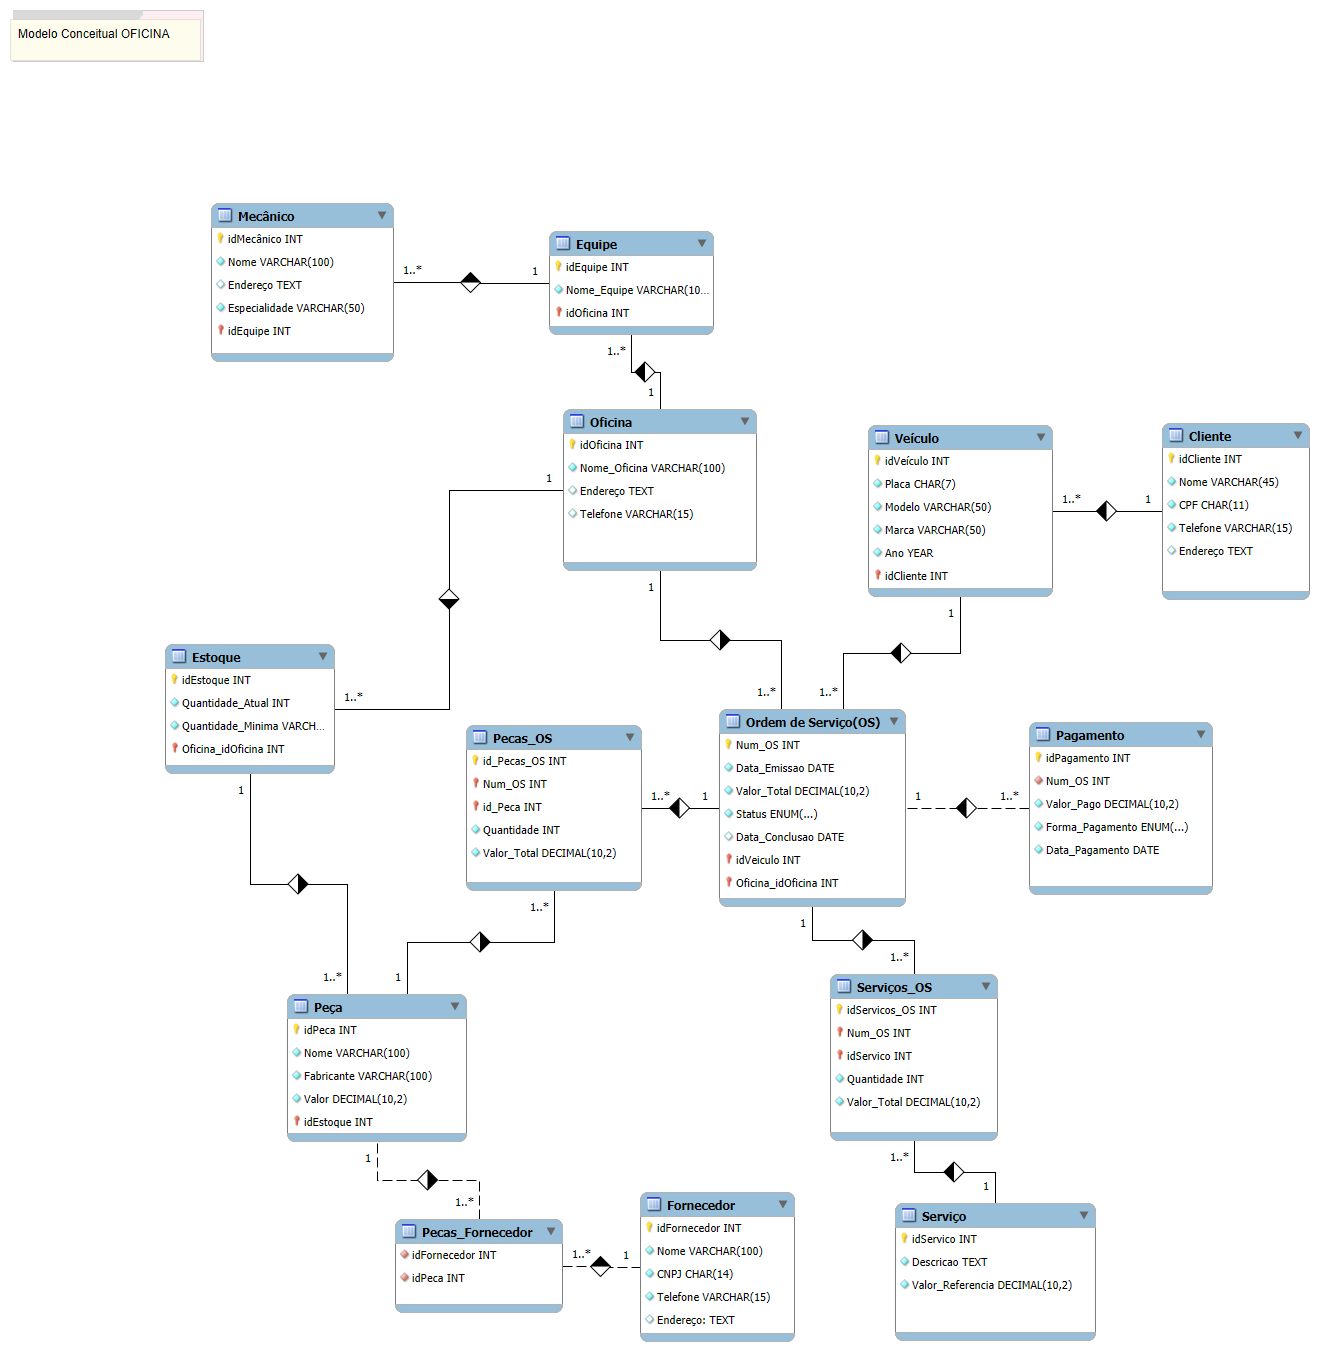 Modelo Conceitual OFICINA
Mecânico
idMecânico INT
Nome VARCHAR(100)
Endereço TEXT
Especialidade VARCHAR(50)
idEquipe INT
1..*
1
Equipe
idEquipe INT
Nome_Equipe VARCHAR(10...
idOficina INT
1..*
1
Oficina
idOficina INT
Nome_Oficina VARCHAR(100)
Endereço TEXT
Telefone VARCHAR(15)
1
1
Veículo
idVeículo INT
Placa CHAR(7)
Modelo VARCHAR(50)
Marca VARCHAR(50)
Ano YEAR
idCliente INT
1..*
1
1
Cliente
idCliente INT
Nome VARCHAR(45)
CPF CHAR(11)
Telefone VARCHAR(15)
Endereço TEXT
Estoque
idEstoque INT
Quantidade_Atual INT
Quantidade_Minima VARCH...
Oficina_idOficina INT
1..*
1
Pecas_OS
id_Pecas_OS INT
Num_OS INT
id_Peca INT
Quantidade INT
Valor_Total DECIMAL(10,2)
1..*
1
1..*
1..*
1..*
Ordem de Serviço(OS)
Num_OS INT
Data_Emissao DATE
Valor_Total DECIMAL(10,2)
Status ENUM(...)
Data_Conclusao DATE
idVeiculo INT
Oficina_idOficina INT
1
1..*
1
Pagamento
idPagamento INT
Num_OS INT
Valor_Pago DECIMAL(10,2)
Forma_Pagamento ENUM(...)
Data_Pagamento DATE
1..*
1..*
1
Peça
idPeca INT
Nome VARCHAR(100)
Fabricante VARCHAR(100)
Valor DECIMAL(10,2)
idEstoque INT
1
1..*
Serviços_OS
idServicos_OS INT
Num_OS INT
idServico INT
Quantidade INT
Valor_Total DECIMAL(10,2)
1..*
1
Pecas_Fornecedor
idFornecedor INT
idPeca INT
1..*
1
Fornecedor
idFornecedor INT
Nome VARCHAR(100)
CNPJ CHAR(14)
Telefone VARCHAR(15)
Endereço: TEXT
Serviço
idServico INT
Descricao TEXT
Valor_Referencia DECIMAL(10,2)